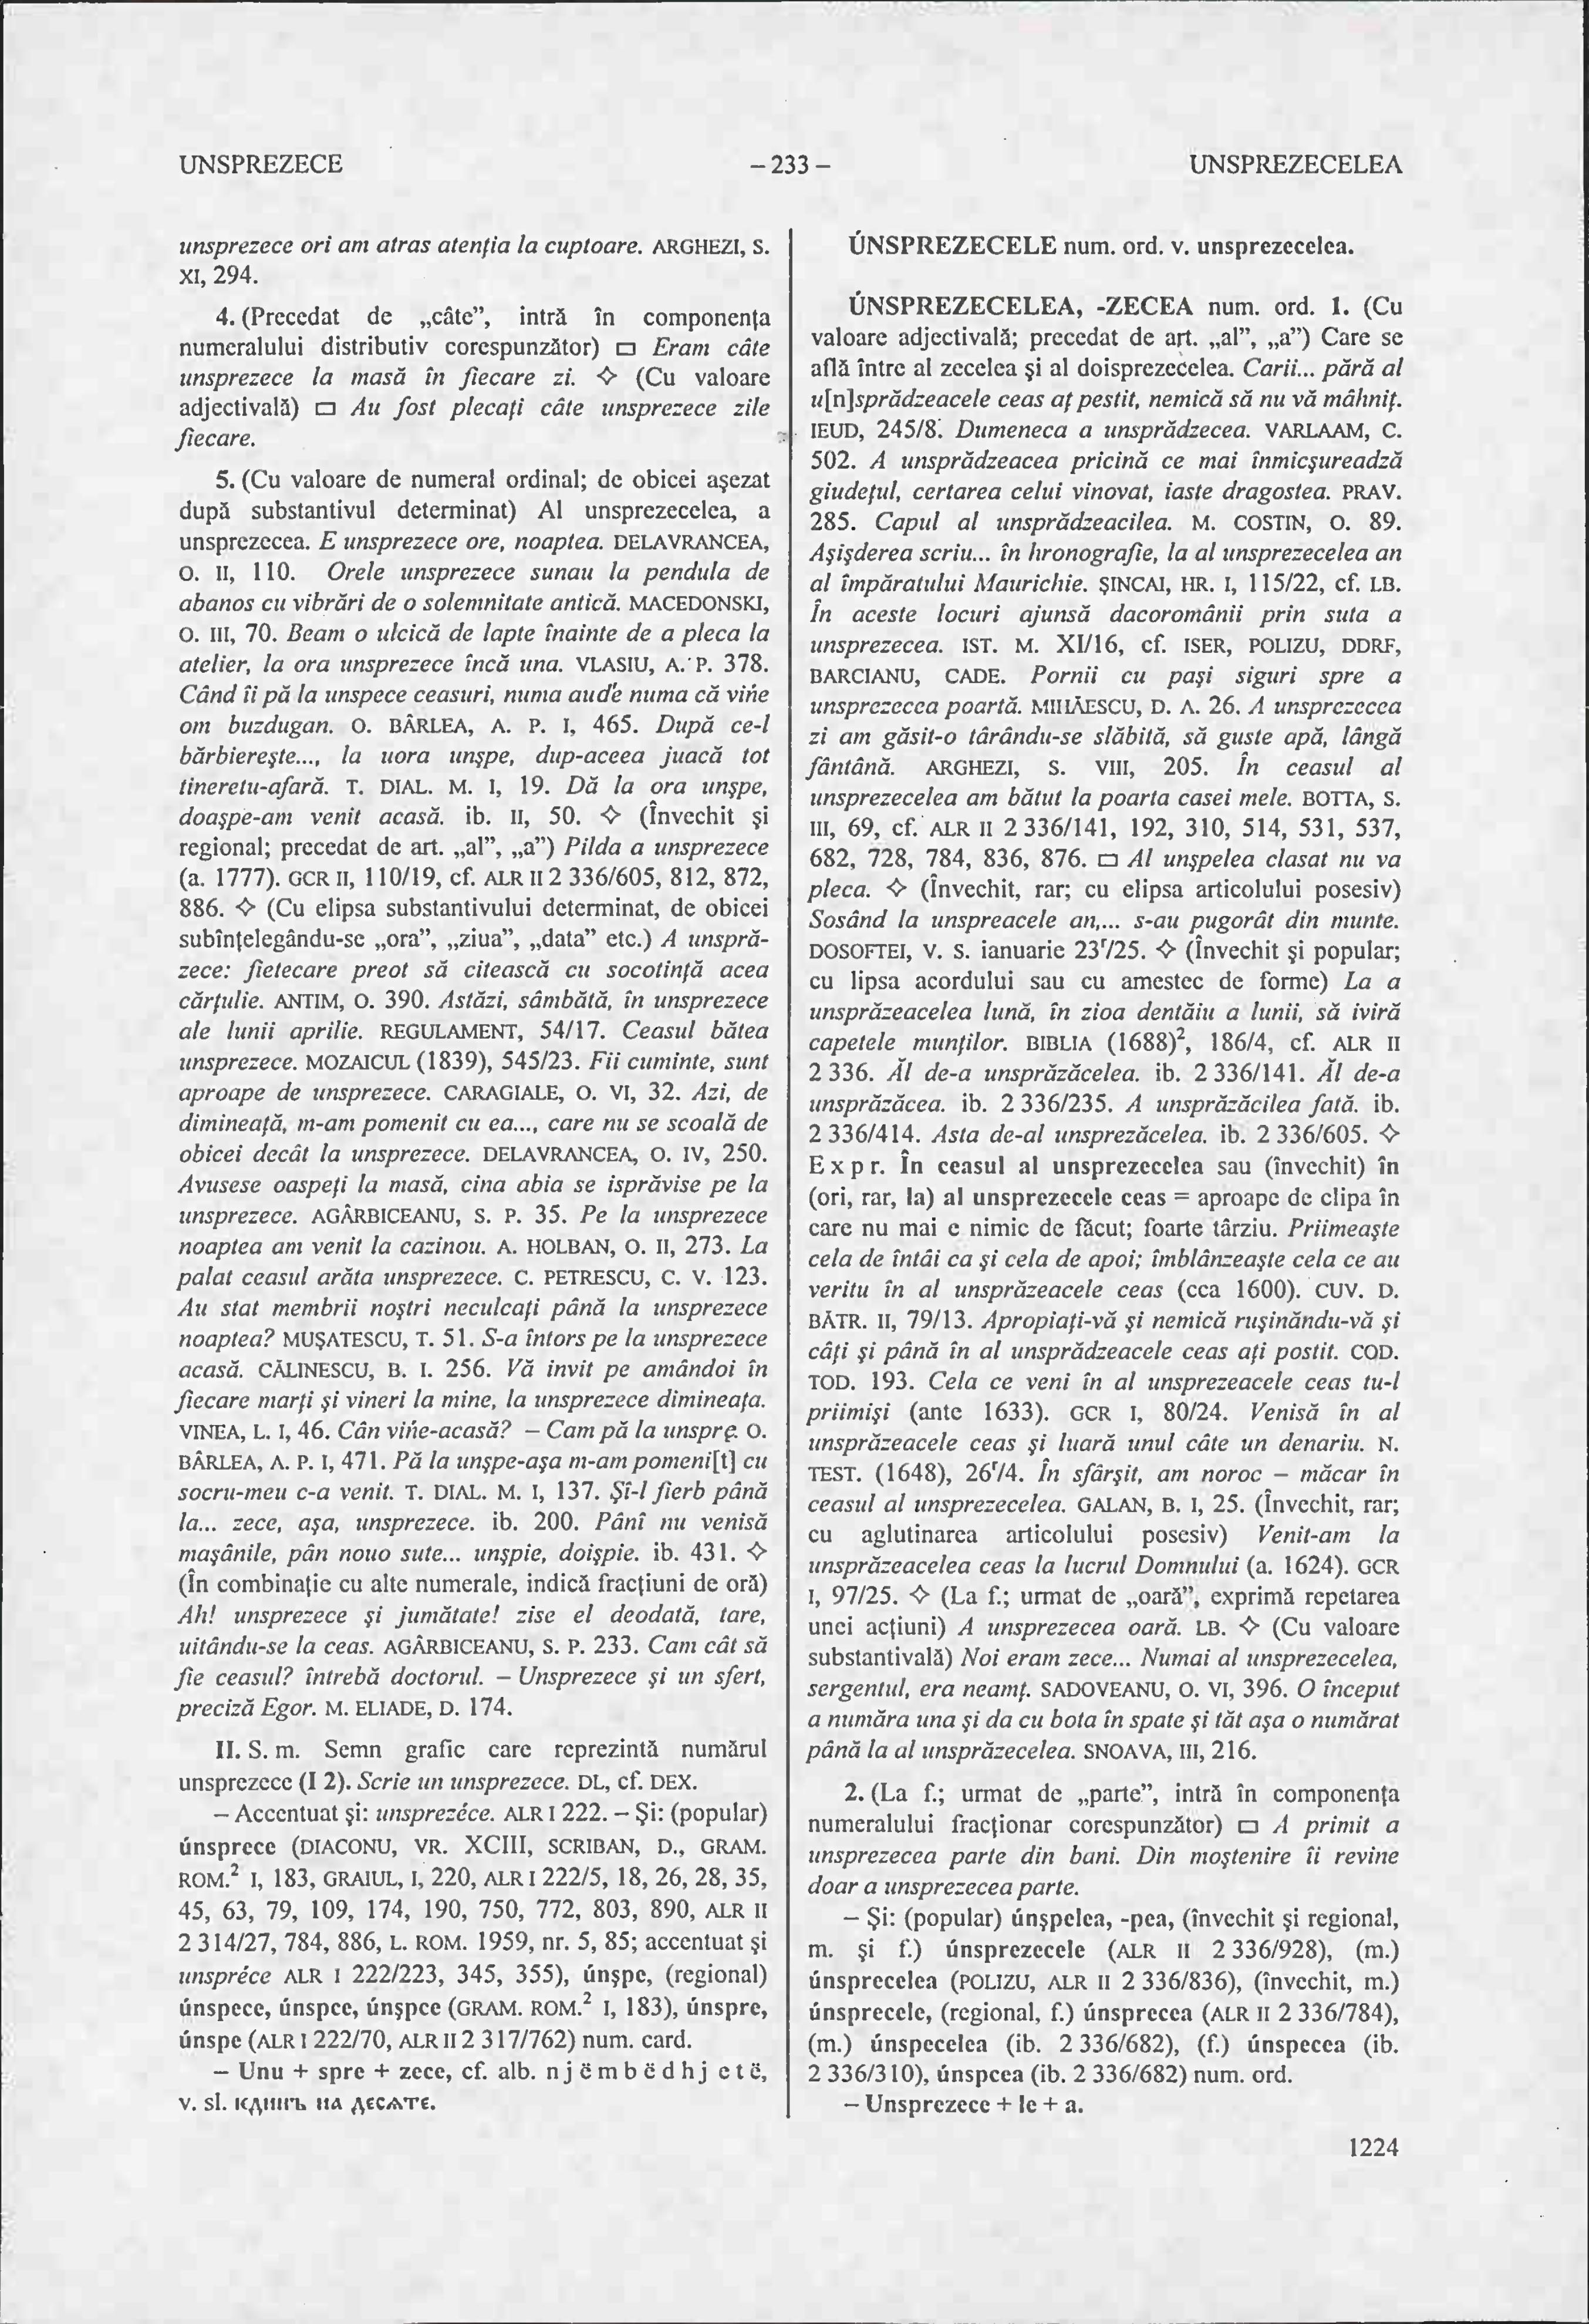 UNSPREZECE
– 233 –
UNSPREZECELEA
unsprezece ori am atras atenţia la cuptoare. ARGHEZI, S.
XI, 294.
4. (Precedat de „câte”, intră în componenţa
numeralului distributiv corespunzător) □ Eram câte
unsprezece la masă în fiecare zi. ◇ (Cu valoare
adjectivală) □ Au fost plecaţi câte unsprezece zile
fiecare.
5. (Cu valoare de numeral ordinal; de obicei aşezat
după substantivul determinat) Al unsprezecelea, a
unsprezecea. E unsprezece ore, noaptea. DELAVRANCEA,
O. II, 110. Orele unsprezece sunau la pendula de
abanos cu vibrări de o solemnitate antică. MACEDONSKI,
O. III, 70. Beam o ulcică de lapte înainte de a pleca la
atelier, la ora unsprezece încă una. VLASIU, A. P. 378.
Când îi pă la unspece ceasuri, numa aud'e numa că vińe
om buzdugan. O. BÂRLEA, A. P. I, 465. După ce-l
bărbiereşte..., la uora unşpe, dup-aceea juacă tot
tineretu-afară. T. DIAL. M. I, 19. Dă la ora unşpe,
doaşpe-am venit acasă. ib. II, 50. ◇ (Învechit şi
regional; precedat de art. „al”, „a”) Pilda a unsprezece
(a. 1777). GCR II, 110/19, cf. ALR II 2 336/605, 812, 872,
886. ◇ (Cu elipsa substantivului determinat, de obicei
subînţelegându-se „ora”, „ziua”, „data” etc.) A unspră-
zece: fietecare preot să citească cu socotinţă acea
cărţulie. ANTIM, O. 390. Astăzi, sâmbătă, în unsprezece
ale lunii aprilie. REGULAMENT, 54/17. Ceasul bătea
unsprezece. MOZAICUL (1839), 545/23. Fii cuminte, sunt
aproape de unsprezece. CARAGIALE, O. VI, 32. Azi, de
dimineaţă, m-am pomenit cu ea..., care nu se scoală de
obicei decât la unsprezece. DELAVRANCEA, O. IV, 250.
Avusese oaspeţi la masă, cina abia se isprăvise pe la
unsprezece. AGÂRBICEANU, S. P. 35. Pe la unsprezece
noaptea am venit la cazinou. A. HOLBAN, O. II, 273. La
palat ceasul arăta unsprezece. C. PETRESCU, C. V. 123.
Au stat membrii noştri neculcaţi până la unsprezece
noaptea? MUŞATESCU, T. 51. S-a întors pe la unsprezece
acasă. CĂLINESCU, B. I. 256. Vă invit pe amândoi în
fiecare marţi şi vineri la mine, la unsprezece dimineaţa.
VINEA, L. I, 46. Cân vińe-acasă? – Cam pă la unspre. O.
BÂRLEA, A. P. I, 471. Pă la unşpe-aşa m-am pomeni[t] cu
socru-meu c-a venit. T. DIAL. M. I, 137. Şî-l fierb până
la... zece, aşa, unsprezece. ib. 200. Pânî nu venisă
maşânile, pân nouo sute... unşpie, doişpie. ib. 431. ◇
(În combinaţie cu alte numerale, indică fracţiuni de oră)
Ah! unsprezece şi jumătate! zise el deodată, tare,
uitându-se la ceas. AGÂRBICEANU, S. P. 233. Cam cât să
fie ceasul? întrebă doctorul. – Unsprezece şi un sfert,
preciză Egor. M. ELIADE, D. 174.
II. S. m. Semn grafic care reprezintă numărul
unsprezece (I 2). Scrie un unsprezece. DL, cf. DEX.
– Accentuat şi: unsprezéce. ALR I 222. – Şi: (popular)
únsprece (DIACONU, VR. XCIII, SCRIBAN, D., GRAM.
ROM.² I, 183, GRAIUL, I, 220, ALR I 222/5, 18, 26, 28, 35,
45, 63, 79, 109, 174, 190, 750, 772, 803, 890, ALR II
2 314/27, 784, 886, L. ROM. 1959, nr. 5, 85; accentuat şi
unspréce ALR I 222/223, 345, 355), únşpe, (regional)
únspece, únspce, únşpce (GRAM. ROM.² I, 183), únspre,
únspe (ALR I 222/70, ALR II 2 317/762) num. card.
– Unu + spre + zece, cf. alb. njëmbëdhjetë,
v. sl. ѥдинъ на десѧте.
ÚNSPREZECELE num. ord. v. unsprezecelea.
ÚNSPREZECELEA, -ZECEA num. ord. 1. (Cu
valoare adjectivală; precedat de art. „al”, „a”) Care se
află între al zecelea şi al doisprezecelea. Carii... pără al
u[n]sprădzeacele ceas aţ pestit, nemică să nu vă mâhniţ.
IEUD, 245/8. Dumeneca a unsprădzecea. VARLAAM, C.
502. A unsprădzeacea pricină ce mai înmicşureadză
giudeţul, certarea celui vinovat, iaste dragostea. PRAV.
285. Capul al unsprădzeacilea. M. COSTIN, O. 89.
Aşişderea scriu... în hronografie, la al unsprezecelea an
al împăratului Maurichie. ŞINCAI, HR. I, 115/22, cf. LB.
În aceste locuri ajunsă dacoromânii prin suta a
unsprezecea. IST. M. XI/16, cf. ISER, POLIZU, DDRF,
BARCIANU, CADE. Pornii cu paşi siguri spre a
unsprezecea poartă. MIHĂESCU, D. A. 26. A unsprezecea
zi am găsit-o târându-se slăbită, să guste apă, lângă
fântână. ARGHEZI, S. VIII, 205. În ceasul al
unsprezecelea am bătut la poarta casei mele. BOTTA, S.
III, 69, cf. ALR II 2 336/141, 192, 310, 514, 531, 537,
682, 728, 784, 836, 876. □ Al unşpelea clasat nu va
pleca. ◇ (Învechit, rar; cu elipsa articolului posesiv)
Sosând la unspreacele an,... s-au pugorât din munte.
DOSOFTEI, V. S. ianuarie 23ʳ/25. ◇ (Învechit şi popular;
cu lipsa acordului sau cu amestec de forme) La a
unsprăzeacelea lună, în zioa dentăiu a lunii, să iviră
capetele munţilor. BIBLIA (1688)², 186/4, cf. ALR II
2 336. Ăl de-a unsprăzăcelea. ib. 2 336/141. Ăl de-a
unsprăzăcea. ib. 2 336/235. A unsprăzăcilea fată. ib.
2 336/414. Asta de-al unsprezăcelea. ib. 2 336/605. ◇
Expr. În ceasul al unsprezecelea sau (învechit) în
(ori, rar, la) al unsprezecele ceas = aproape de clipa în
care nu mai e nimic de făcut; foarte târziu. Priimeaşte
cela de întâi ca şi cela de apoi; îmblânzeaşte cela ce au
veritu în al unsprăzeacele ceas (cca 1600). CUV. D.
BĂTR. II, 79/13. Apropiaţi-vă şi nemică ruşinându-vă şi
câţi şi până în al unsprădzeacele ceas aţi postit. COD.
TOD. 193. Cela ce veni în al unsprezeacele ceas tu-l
priimişi (ante 1633). GCR I, 80/24. Venisă în al
unsprăzeacele ceas şi luară unul câte un denariu. N.
TEST. (1648), 26ʳ/4. În sfârşit, am noroc – măcar în
ceasul al unsprezecelea. GALAN, B. I, 25. (Învechit, rar;
cu aglutinarea articolului posesiv) Venit-am la
unsprăzeacelea ceas la lucrul Domnului (a. 1624). GCR
I, 97/25. ◇ (La f.; urmat de „oară”, exprimă repetarea
unei acţiuni) A unsprezecea oară. LB. ◇ (Cu valoare
substantivală) Noi eram zece... Numai al unsprezecelea,
sergentul, era neamţ. SADOVEANU, O. VI, 396. O început
a număra una şi da cu bota în spate şi tăt aşa o numărat
până la al unsprăzecelea. SNOAVA, III, 216.
2. (La f.; urmat de „parte”, intră în componenţa
numeralului fracţionar corespunzător) □ A primit a
unsprezecea parte din bani. Din moştenire îi revine
doar a unsprezecea parte.
– Şi: (popular) únşpelea, -pea, (învechit şi regional,
m. şi f.) únsprezecele (ALR II 2 336/928), (m.)
únsprecelea (POLIZU, ALR II 2 336/836), (învechit, m.)
únsprecele, (regional, f.) únsprecea (ALR II 2 336/784),
(m.) únspecelea (ib. 2 336/682), (f.) únspecea (ib.
2 336/310), únspcea (ib. 2 336/682) num. ord.
– Unsprezece + le + a.
1224